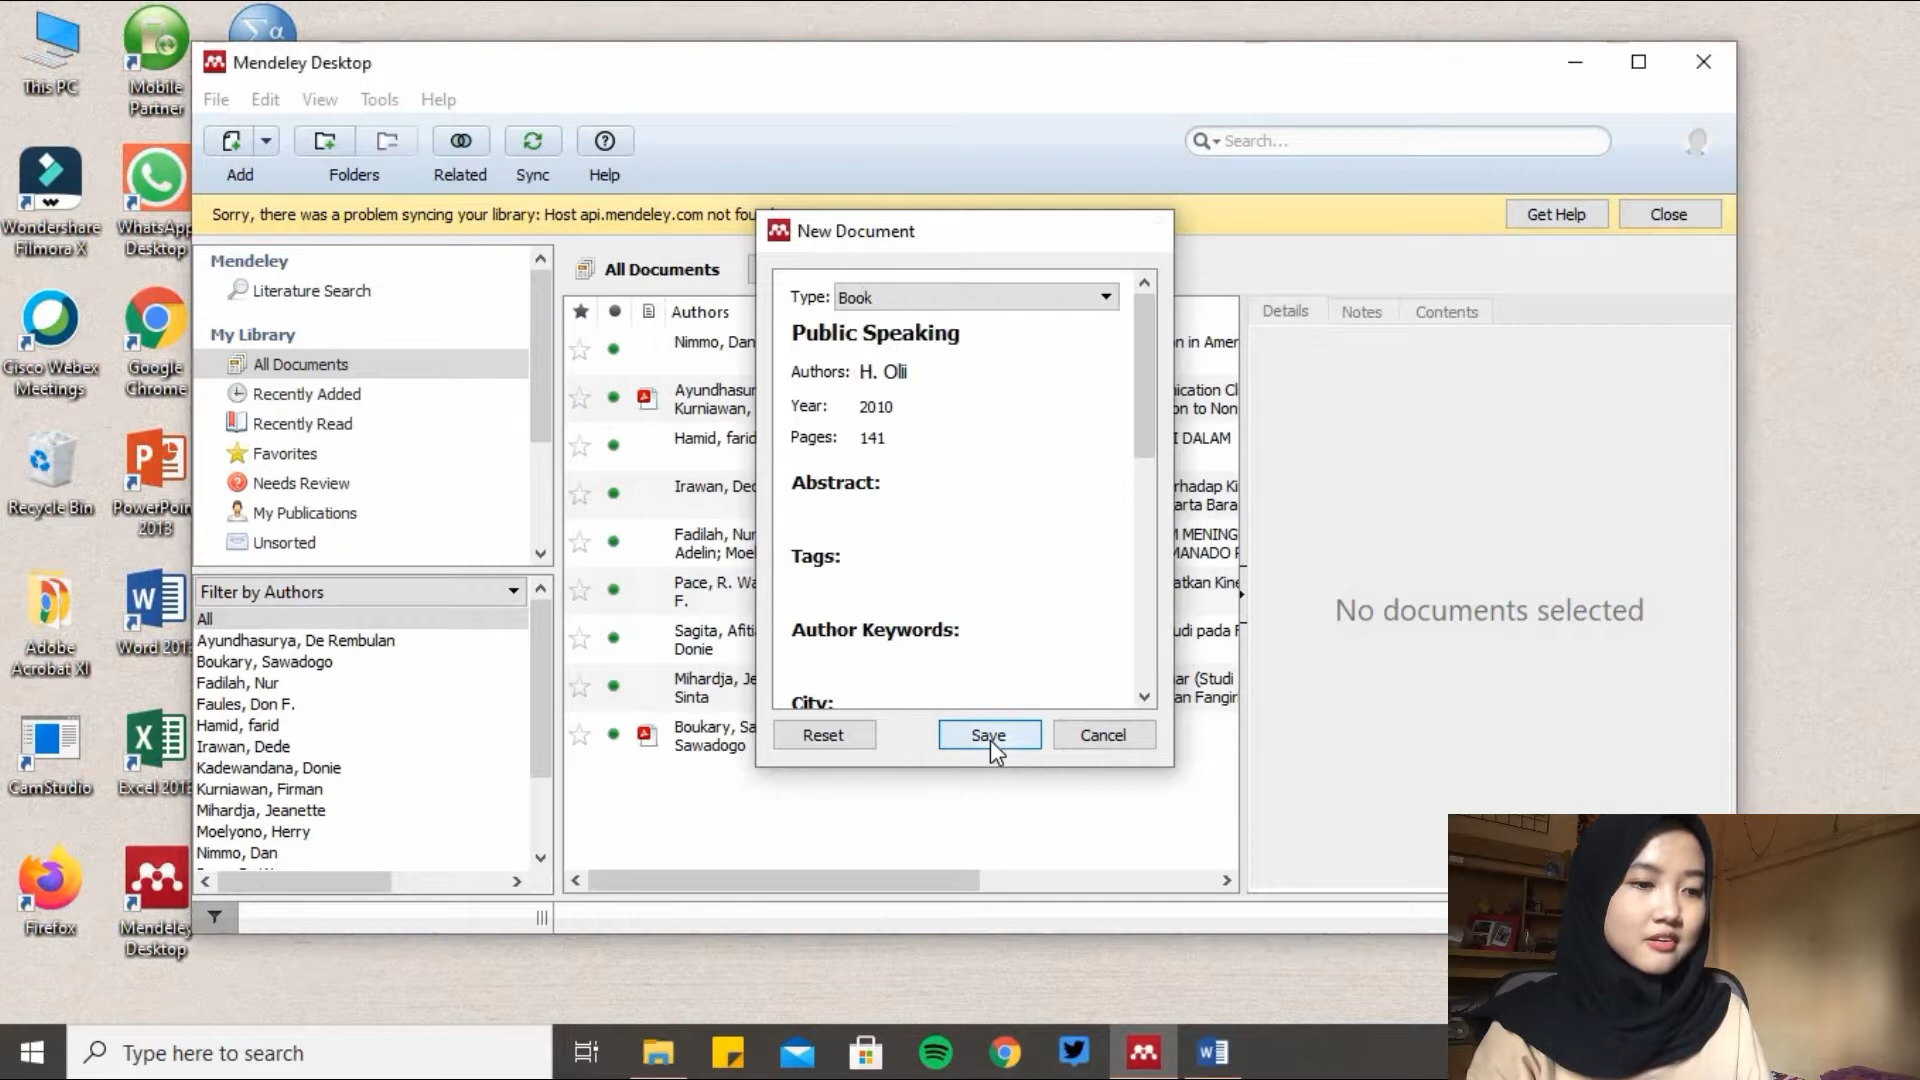 This PC
Mobile
Partner
Wondershare
Filmora X
WhatsApp
Desktop
Cisco Webex
Meetings
Google
Chrome
Recycle Bin
PowerPoin
2013
Adobe
Acrobat XI
Word 201
CamStudio
Excel 201
Firefox
Mendeley
Desktop
Σα
Mendeley Desktop
File Edit View Tools Help
Add Folders Related Sync Help
Search...
Sorry, there was a problem syncing your library: Host api.mendeley.com not fou
Get Help Close
Mendeley
Literature Search
My Library
All Documents
Recently Added
Recently Read
Favorites
Needs Review
My Publications
Unsorted
Filter by Authors
All
Ayundhasurya, De Rembulan
Boukary, Sawadogo
Fadilah, Nur
Faules, Don F.
Hamid, farid
Irawan, Dede
Kadewandana, Donie
Kurniawan, Firman
Mihardja, Jeanette
Moelyono, Herry
Nimmo, Dan
All Documents
Authors
Nimmo, Dan
Ayundhasur
Kurniawan,
Hamid, farid
Irawan, Dec
Fadilah, Nur
Adelin; Moel
Pace, R. Wa
F.
Sagita, Afiti
Donie
Mihardja, Je
Sinta
Boukary, Sa
Sawadogo
n in Amer
ication Cl
on to Non
I DALAM
rhadap Ki
arta Bara
M MENING
MANADO
atkan Kine
udi pada F
ar (Studi
an Fangir
New Document
Type: Book
Public Speaking
Authors: H. Olii
Year: 2010
Pages: 141
Abstract:
Tags:
Author Keywords:
City:
Reset Save Cancel
Details Notes Contents
No documents selected
Type here to search